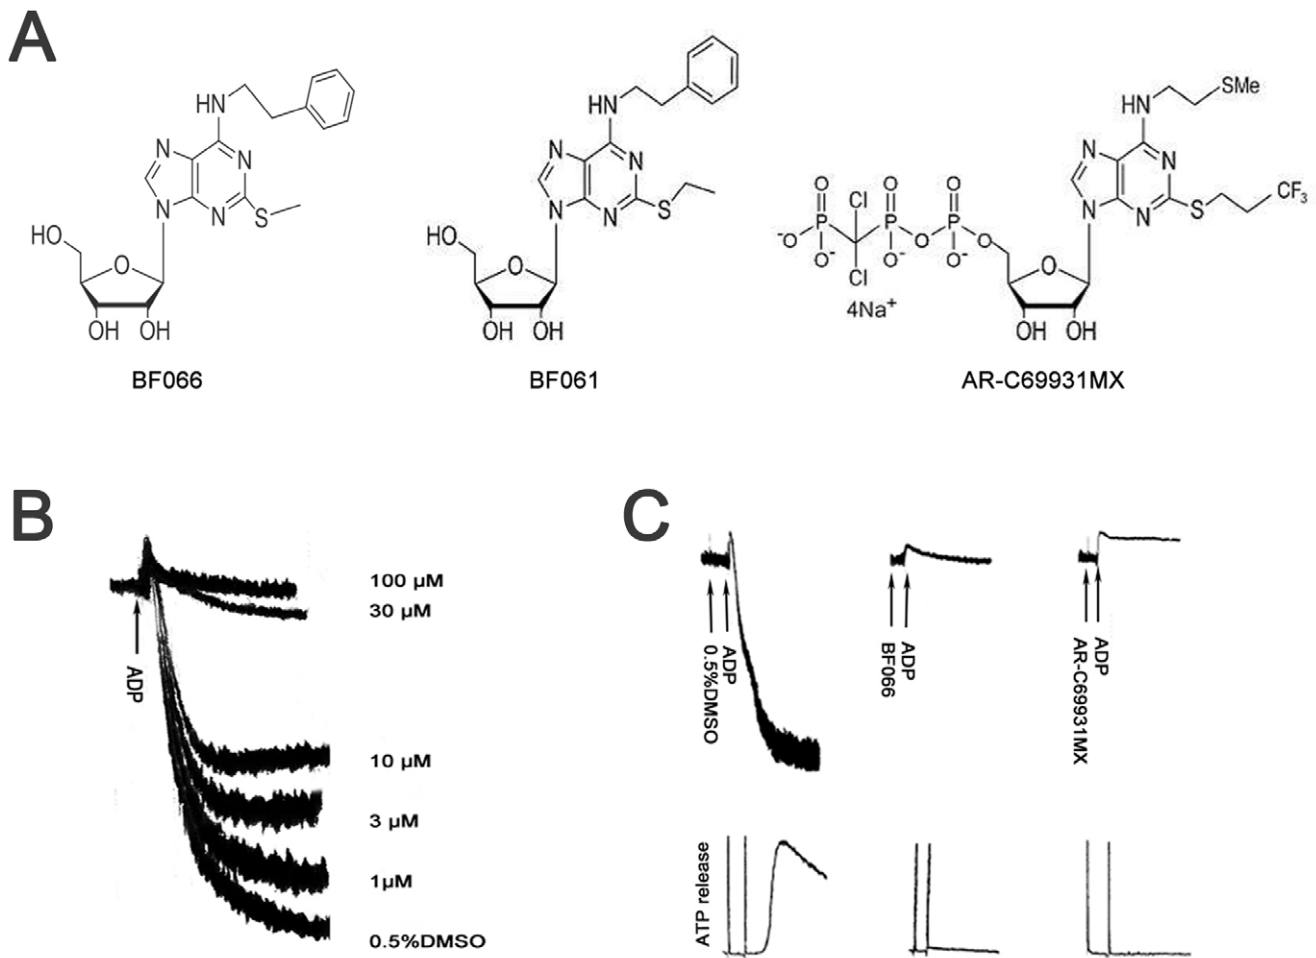 A
HN
N
N
N
N
S
HO
O
OH
OH
BF066
HN
N
N
N
N
S
HO
O
OH
OH
BF061
SMe
HN
N
N
N
N
S
CF3
O
O
O
Cl
-O
P
P
P
O
O
O-
O-
O-
Cl
4Na+
O
OH
OH
AR-C69931MX
B
100 µM
30 µM
ADP
10 µM
3 µM
1µM
0.5%DMSO
C
ADP
0.5%DMSO
ADP
BF066
ADP
AR-C69931MX
ATP release